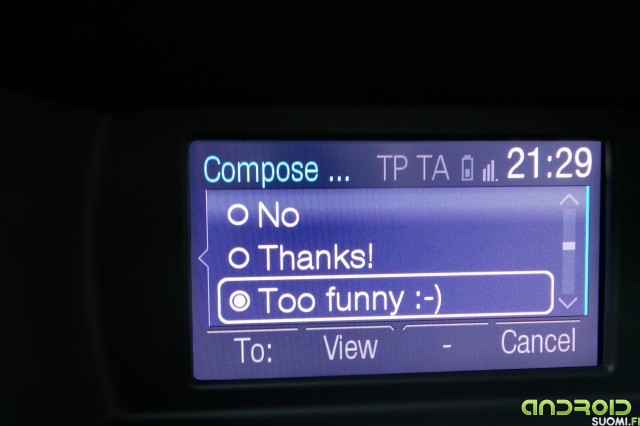 Compose ... TP TA 21:29
No
Thanks!
Too funny :-)
To: View - Cancel
ANDROID
SUOMI.FI